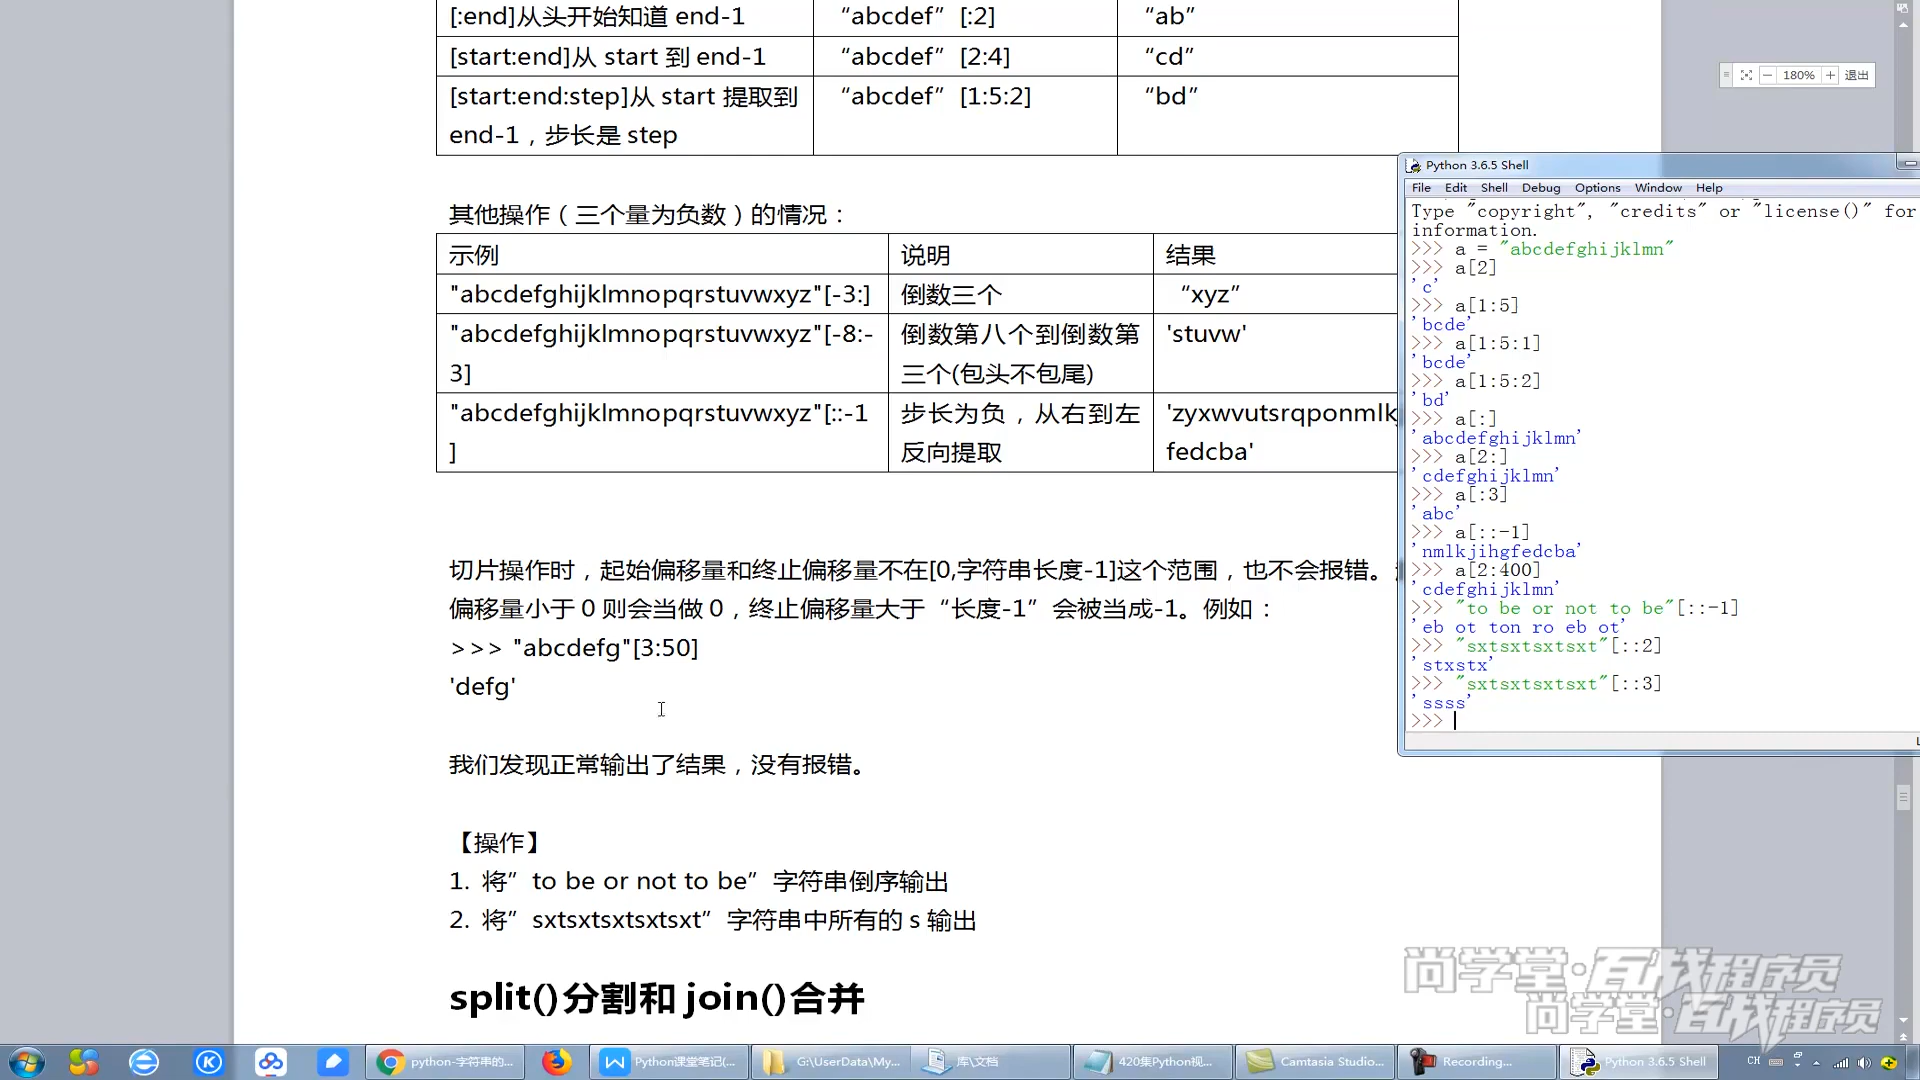 [:end]从头开始知道 end-1
“abcdef”[:2]
“ab”
[start:end]从 start 到 end-1
“abcdef”[2:4]
“cd”
[start:end:step]从 start 提取到
end-1，步长是 step
“abcdef”[1:5:2]
“bd”
其他操作（三个量为负数）的情况：
示例
说明
结果
"abcdefghijklmnopqrstuvwxyz"[-3:]
倒数三个
“xyz”
"abcdefghijklmnopqrstuvwxyz"[-8:-
3]
倒数第八个到倒数第
三个(包头不包尾)
'stuvw'
"abcdefghijklmnopqrstuvwxyz"[::-1
]
步长为负，从右到左
反向提取
'zyxwvutsrqponmlk
fedcba'
切片操作时，起始偏移量和终止偏移量不在[0,字符串长度-1]这个范围，也不会报错。
偏移量小于 0 则会当做 0，终止偏移量大于“长度-1”会被当成-1。例如：
>>> "abcdefg"[3:50]
'defg'
我们发现正常输出了结果，没有报错。
【操作】
1. 将”to be or not to be”字符串倒序输出
2. 将”sxtsxtsxtsxtsxt”字符串中所有的 s 输出
split()分割和 join()合并
180%
退出
Python 3.6.5 Shell
File Edit Shell Debug Options Window Help
Type "copyright", "credits" or "license()" for
information.
>>> a = "abcdefghijklmn"
>>> a[2]
'c'
>>> a[1:5]
'bcde'
>>> a[1:5:1]
'bcde'
>>> a[1:5:2]
'bd'
>>> a[:]
'abcdefghijklmn'
>>> a[2:]
'cdefghijklmn'
>>> a[:3]
'abc'
>>> a[::-1]
'nmlkjihgfedcba'
>>> a[2:400]
'cdefghijklmn'
>>> "to be or not to be"[::-1]
'eb ot ton ro eb ot'
>>> "sxtsxtsxtsxt"[::2]
'stxstx'
>>> "sxtsxtsxtsxt"[::3]
'ssss'
>>>
尚学堂·百战程序员
尚学堂·百战程序员
python-字符串的...
Python课堂笔记(...
G:\UserData\My...
库\文档
420集Python视...
Camtasia Studio...
Recording...
Python 3.6.5 Shell
CH